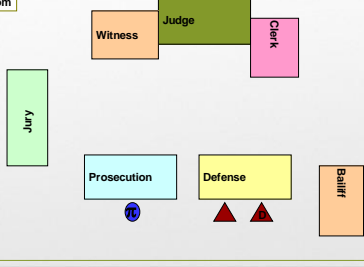 om
Judge
Witness
Clerk
Jury
Prosecution
Defense
Bailiff
π
D